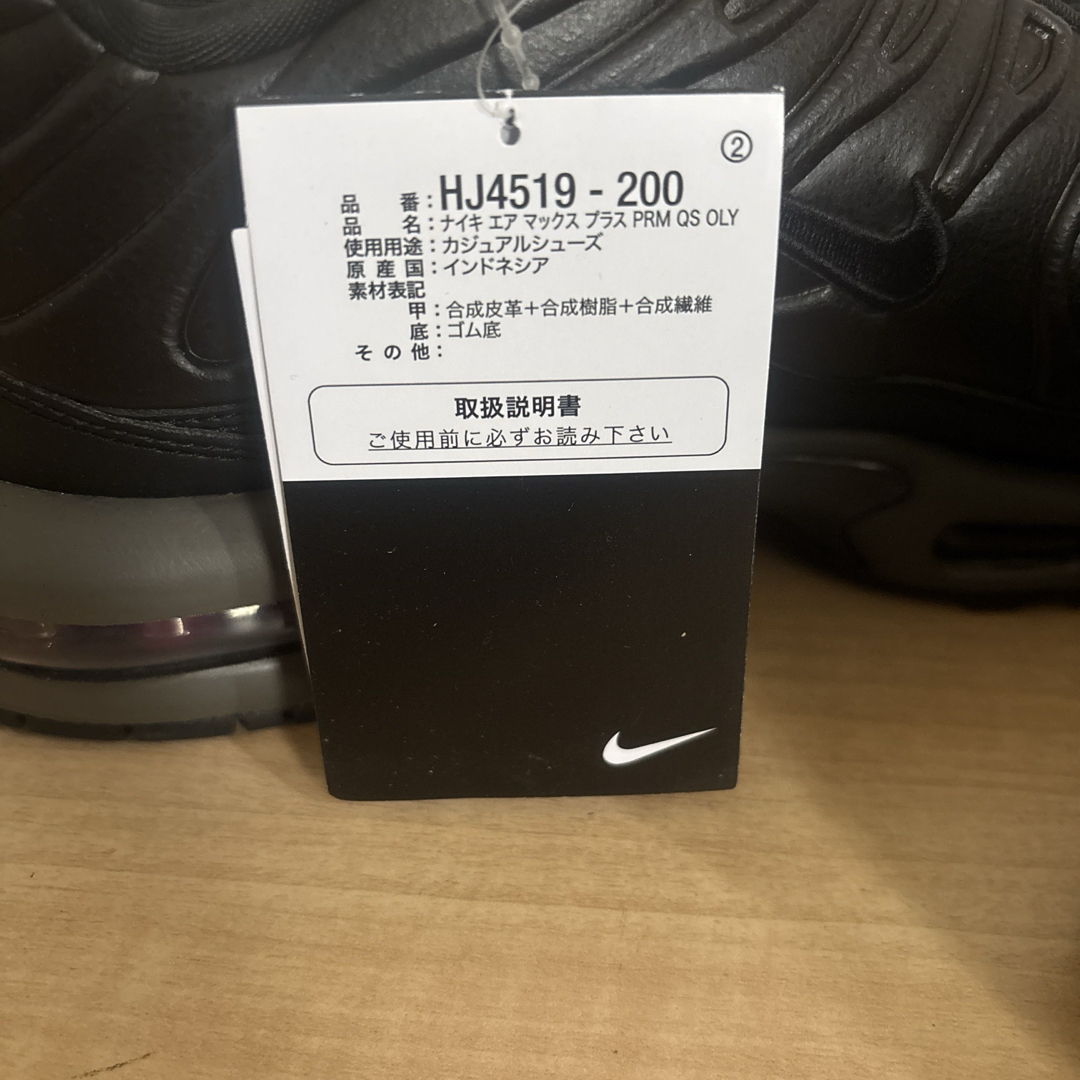 ②
品番：HJ4519 - 200
品名：ナイキ エア マックス プラス PRM QS OLY
使用用途：カジュアルシューズ
原産国：インドネシア
素材表記
甲：合成皮革＋合成樹脂＋合成繊維
底：ゴム底
その他：
取扱説明書
ご使用前に必ずお読み下さい